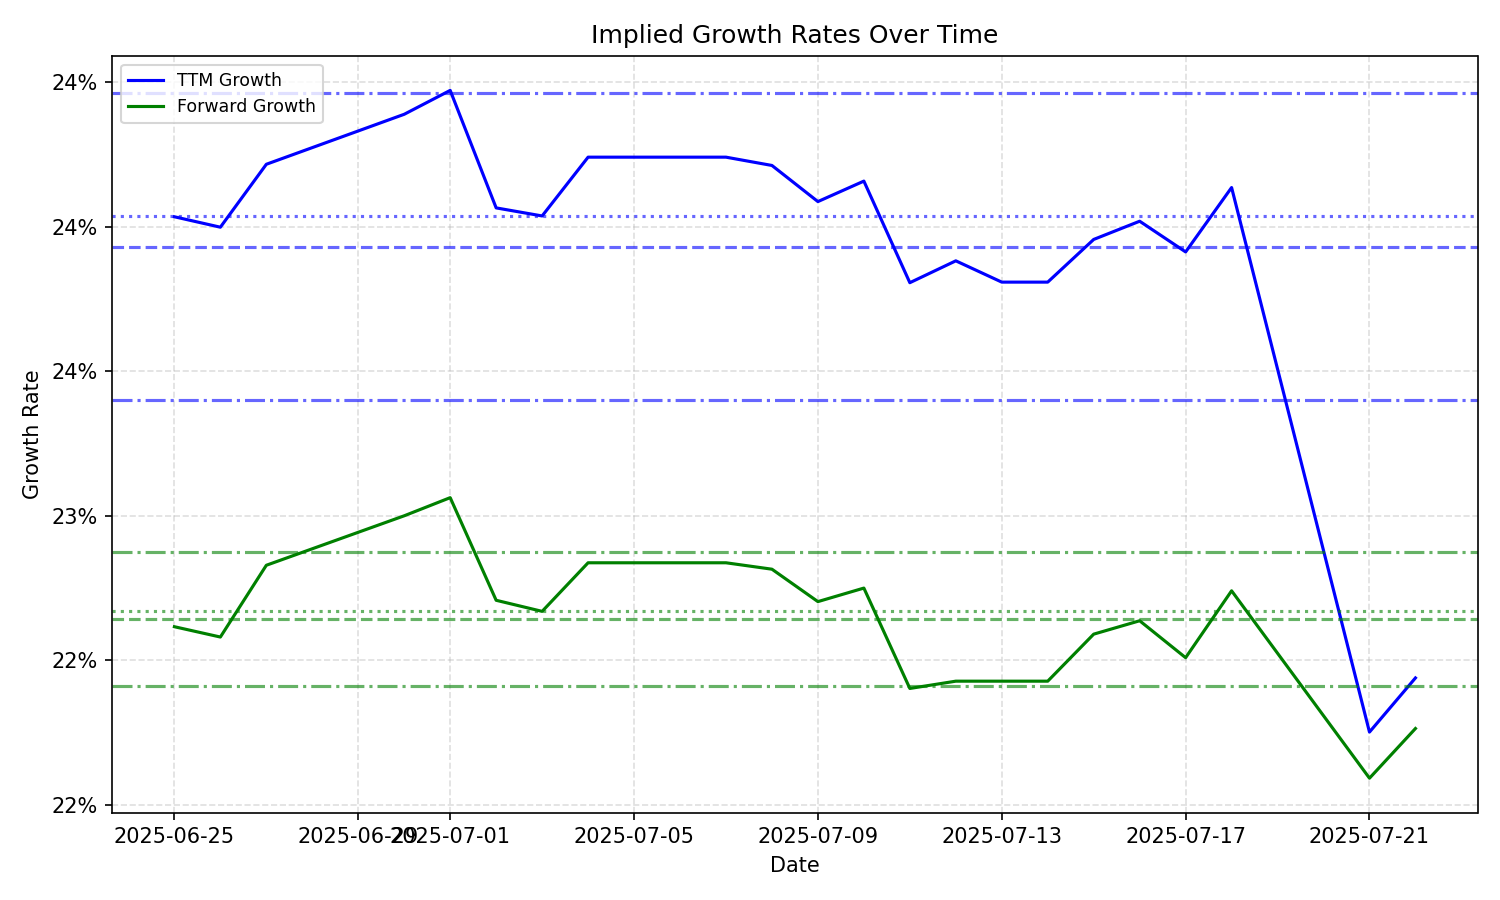 Implied Growth Rates Over Time
TTM Growth
Forward Growth
24%
24%
24%
23%
22%
22%
Growth Rate
2025-06-25
2025-06-29
2025-07-01
2025-07-05
2025-07-09
2025-07-13
2025-07-17
2025-07-21
Date